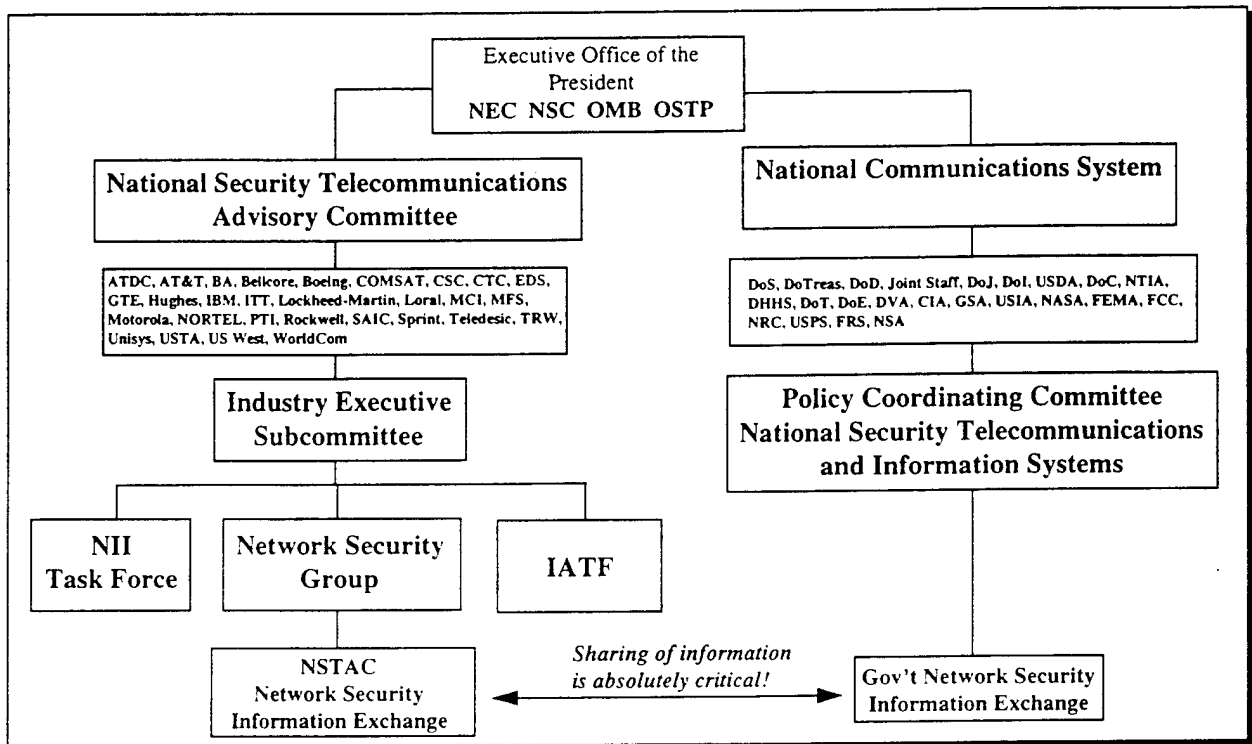 Executive Office of the
President
NEC NSC OMB OSTP
National Security Telecommunications
Advisory Committee
National Communications System
ATDC, AT&T, BA, Bellcore, Boeing, COMSAT, CSC, CTC, EDS,
GTE, Hughes, IBM, ITT, Lockheed-Martin, Loral, MCI, MFS,
Motorola, NORTEL, PTI, Rockwell, SAIC, Sprint, Teledesic, TRW,
Unisys, USTA, US West, WorldCom
DoS, DoTreas, DoD, Joint Staff, DoJ, DoI, USDA, DoC, NTIA,
DHHS, DoT, DoE, DVA, CIA, GSA, USIA, NASA, FEMA, FCC,
NRC, USPS, FRS, NSA
Industry Executive
Subcommittee
Policy Coordinating Committee
National Security Telecommunications
and Information Systems
NII
Task Force
Network Security
Group
IATF
NSTAC
Network Security
Information Exchange
Sharing of information
is absolutely critical!
Gov't Network Security
Information Exchange